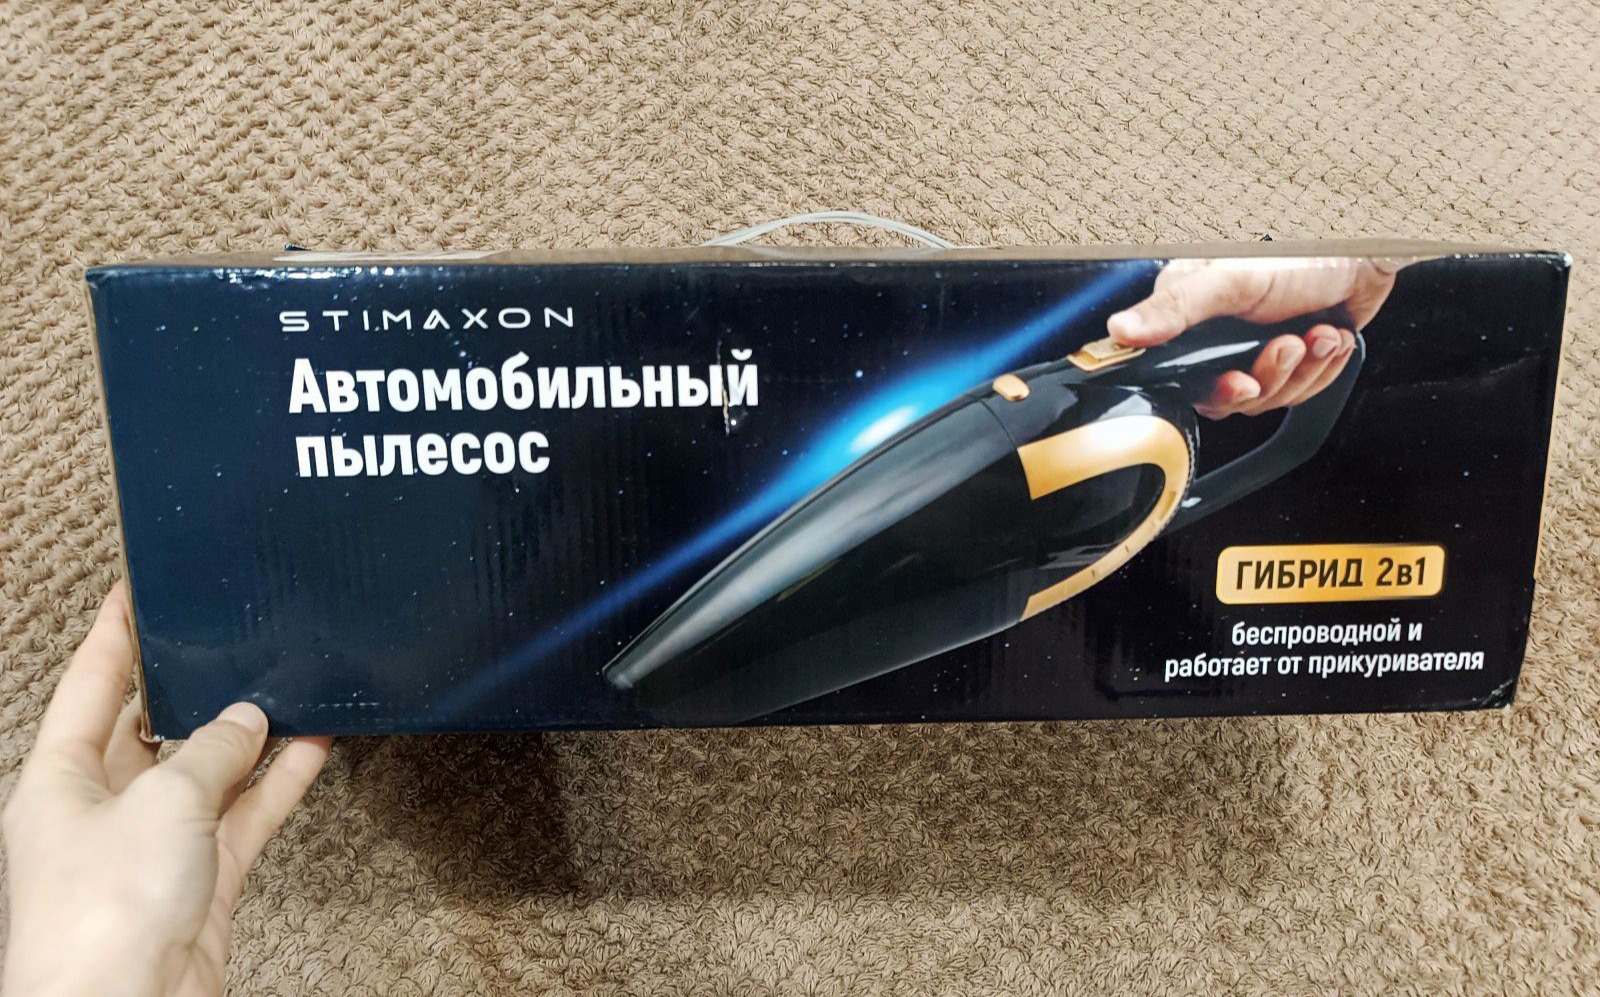 STIMAXON
Автомобильный
пылесос
ГИБРИД 2в1
беспроводной и
работает от прикуривателя